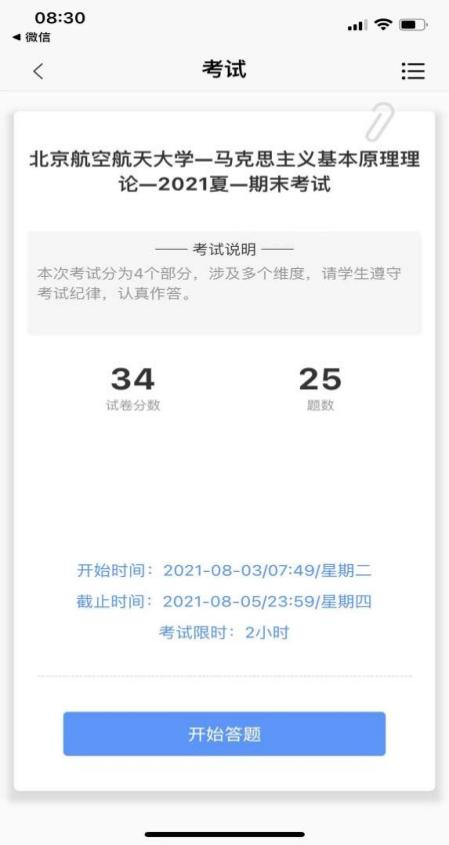 08:30
◀ 微信
考试
北京航空航天大学—马克思主义基本原理理
论—2021夏—期末考试
—— 考试说明 ——
本次考试分为4个部分，涉及多个维度，请学生遵守
考试纪律，认真作答。
34 25
试卷分数 题数
开始时间：2021-08-03/07:49/星期二
截止时间：2021-08-05/23:59/星期四
考试限时：2小时
开始答题